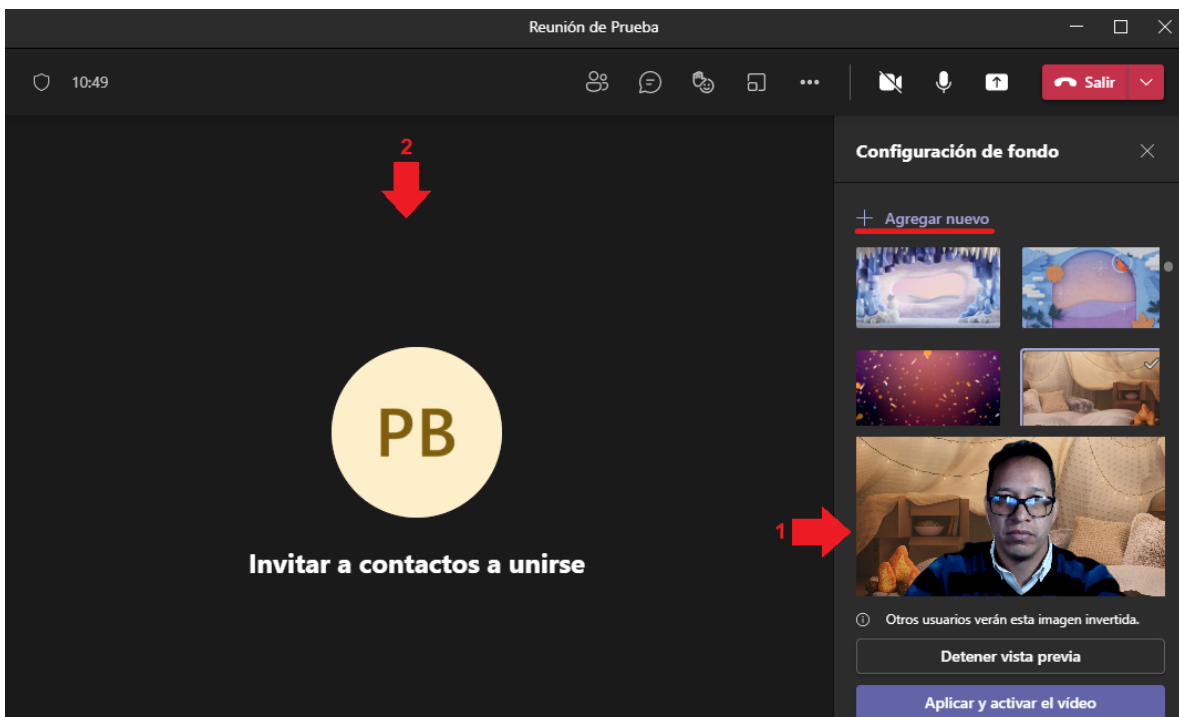 Reunión de Prueba
10:49
Salir
2
Configuración de fondo
Agregar nuevo
PB
1
Invitar a contactos a unirse
Otros usuarios verán esta imagen invertida.
Detener vista previa
Aplicar y activar el vídeo